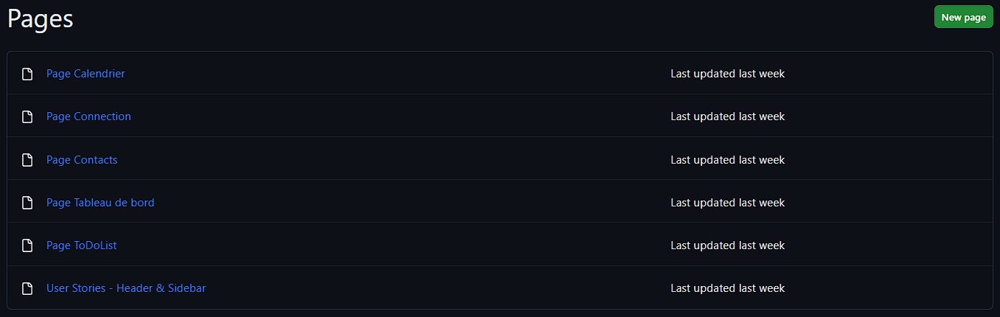 Pages
New page
Page Calendrier Last updated last week
Page Connection Last updated last week
Page Contacts Last updated last week
Page Tableau de bord Last updated last week
Page ToDoList Last updated last week
User Stories - Header & Sidebar Last updated last week